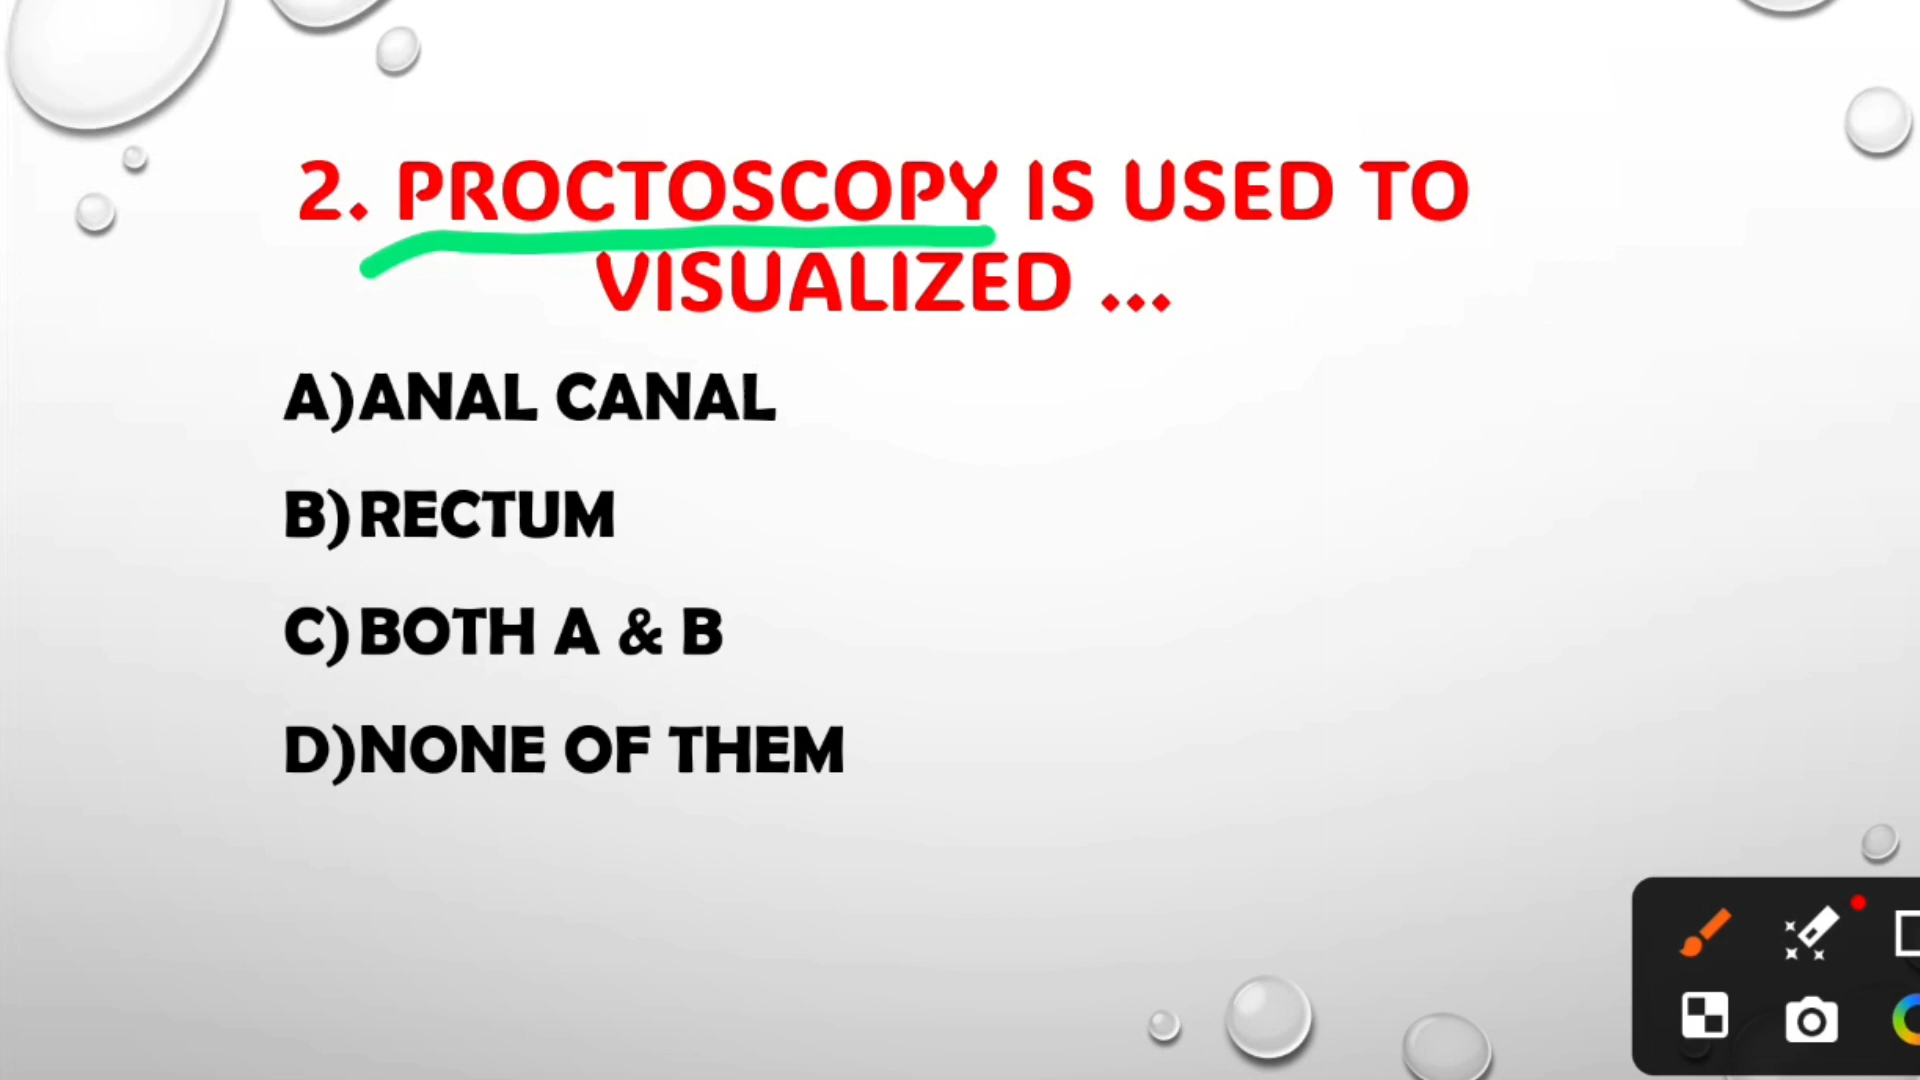 2. PROCTOSCOPY IS USED TO
VISUALIZED ...
A) ANAL CANAL
B) RECTUM
C) BOTH A & B
D) NONE OF THEM